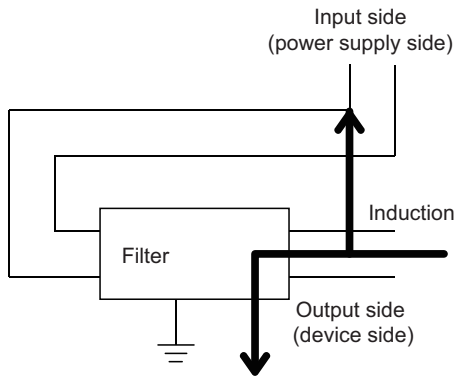 Input side
(power supply side)
Induction
Filter
Output side
(device side)